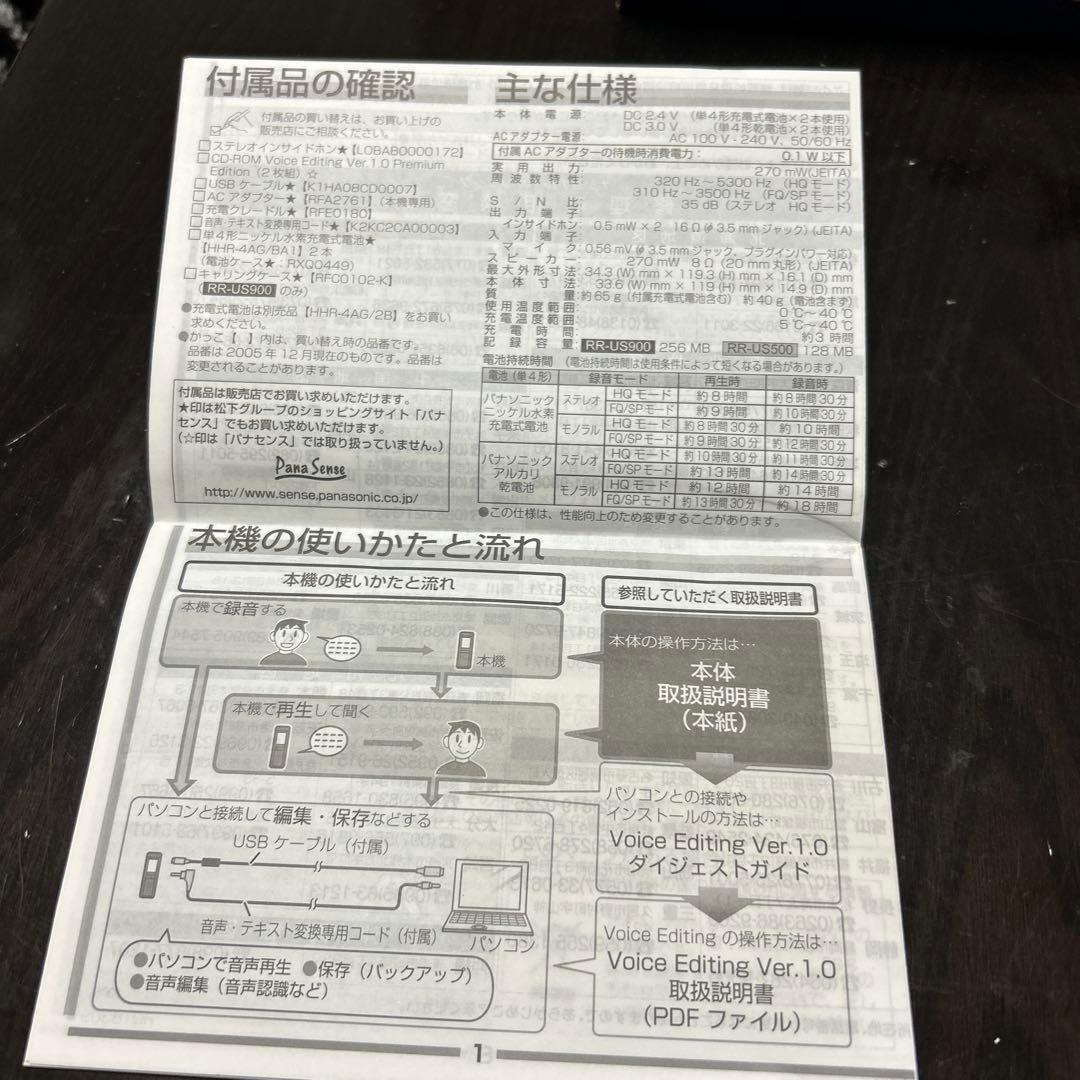 付属品の確認
付属品の買い替えは、お買い上げの
販売店にご相談ください。
□ステレオインサイドホン★【L0BAB0000172】
□CD-ROM Voice Editing Ver.1.0 Premium
Edition（2枚組）☆
□USBケーブル★【K1HA08CD0007】
□ACアダプター★【RFA2761】（本機専用）
□充電クレードル★【RFE0180】
□音声・テキスト変換専用コード★【K2KC2CA00003】
□単4形ニッケル水素充電式電池★
【HHR-4AG/BA1】2本
（電池ケース★：RXQ0449）
□キャリングケース★【RFC0102-K】
（RR-US900 のみ）
●充電式電池は別売品【HHR-4AG/2B】をお買い
求めください。
●かっこ【　】内は、買い替え時の品番です。
品番は2005年12月現在のものです。品番は
変更されることがあります。
付属品は販売店でお買い求めいただけます。
★印は松下グループのショッピングサイト「パナ
センス」でもお買い求めいただけます。
（☆印は「パナセンス」では取り扱っていません。）
Pana Sense
http://www.sense.panasonic.co.jp/
主な仕様
本体電源: DC 2.4 V （単4形充電式電池×2本使用）
DC 3.0 V （単4形乾電池×2本使用）
ACアダプター電源: AC 100 V - 240 V、50/60 Hz
付属ACアダプターの待機時消費電力： 0.1 W以下
実用出力: 270 mW(JEITA)
周波数特性: 320 Hz～5300 Hz （HQモード）
310 Hz～3500 Hz（FQ/SPモード）
S / N 比: 35 dB（ステレオ HQモード）
出力端子
インサイドホン: 0.5 mW×2 16 Ω（φ3.5 mmジャック）(JEITA)
入力端子:
マイク: 0.56 mV（φ3.5 mmジャック、プラグインパワー対応）
スピーカー: 270 mW 8 Ω（20 mm丸形）(JEITA)
最大外形寸法: 34.3 (W) mm × 119.3 (H) mm × 16.1 (D) mm
本体寸法: 33.6 (W) mm × 119 (H) mm × 14.9 (D) mm
質量: 約65 g（付属充電式電池含む） 約40 g（電池含まず）
使用温度範囲: 0℃～40℃
充電温度範囲: 5℃～40℃
充電時間: 約3時間
記録容量: RR-US900 256 MB RR-US500 128 MB
電池持続時間 （電池持続時間は使用条件によって短くなる場合があります。）
電池（単4形） 録音モード 再生時 録音時
パナソニック ニッケル水素 充電式電池 ステレオ HQモード 約8時間 約8時間30分
FQ/SPモード 約9時間 約10時間30分
モノラル HQモード 約8時間30分 約10時間
FQ/SPモード 約9時間30分 約12時間30分
パナソニック アルカリ 乾電池 ステレオ HQモード 約10時間30分 約11時間30分
FQ/SPモード 約13時間 約14時間30分
モノラル HQモード 約12時間 約14時間
FQ/SPモード 約13時間30分 約18時間
●この仕様は、性能向上のため変更することがあります。
本機の使いかたと流れ
本機の使いかたと流れ
本機で録音する
本機
本機で再生して聞く
パソコンと接続して編集・保存などする
USBケーブル（付属）
音声・テキスト変換専用コード（付属）
パソコン
●パソコンで音声再生 ●保存（バックアップ）
●音声編集（音声認識など）
参照していただく取扱説明書
本体の操作方法は…
本体
取扱説明書
（本紙）
パソコンとの接続や
インストールの方法は…
Voice Editing Ver.1.0
ダイジェストガイド
Voice Editingの操作方法は…
Voice Editing Ver.1.0
取扱説明書
（PDFファイル）
1